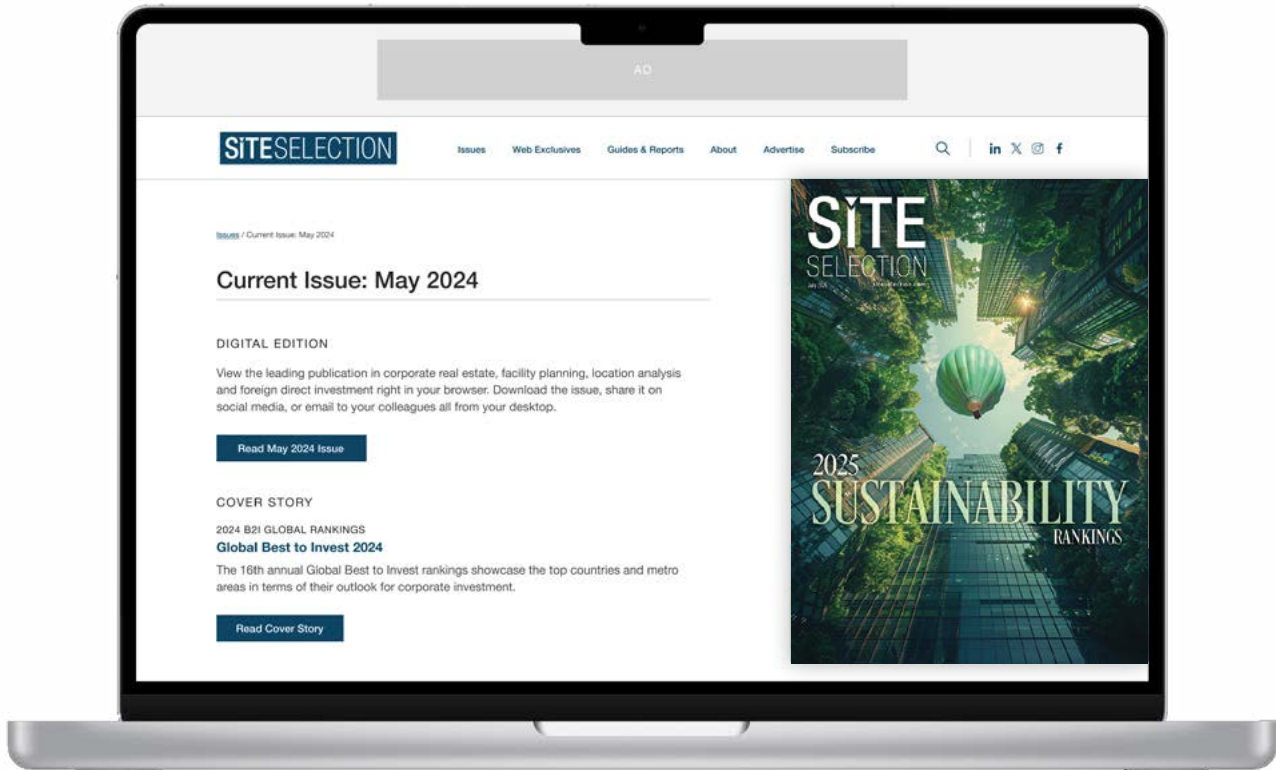 AD
SiTESELECTION
Issues Web Exclusives Guides & Reports About Advertise Subscribe
in X f
Issues / Current Issue: May 2024
Current Issue: May 2024
DIGITAL EDITION
View the leading publication in corporate real estate, facility planning, location analysis
and foreign direct investment right in your browser. Download the issue, share it on
social media, or email to your colleagues all from your desktop.
Read May 2024 Issue
COVER STORY
2024 B2I GLOBAL RANKINGS
Global Best to Invest 2024
The 16th annual Global Best to Invest rankings showcase the top countries and metro
areas in terms of their outlook for corporate investment.
Read Cover Story
SiTE
SELECTION
2025
SUSTAINABILITY
RANKINGS